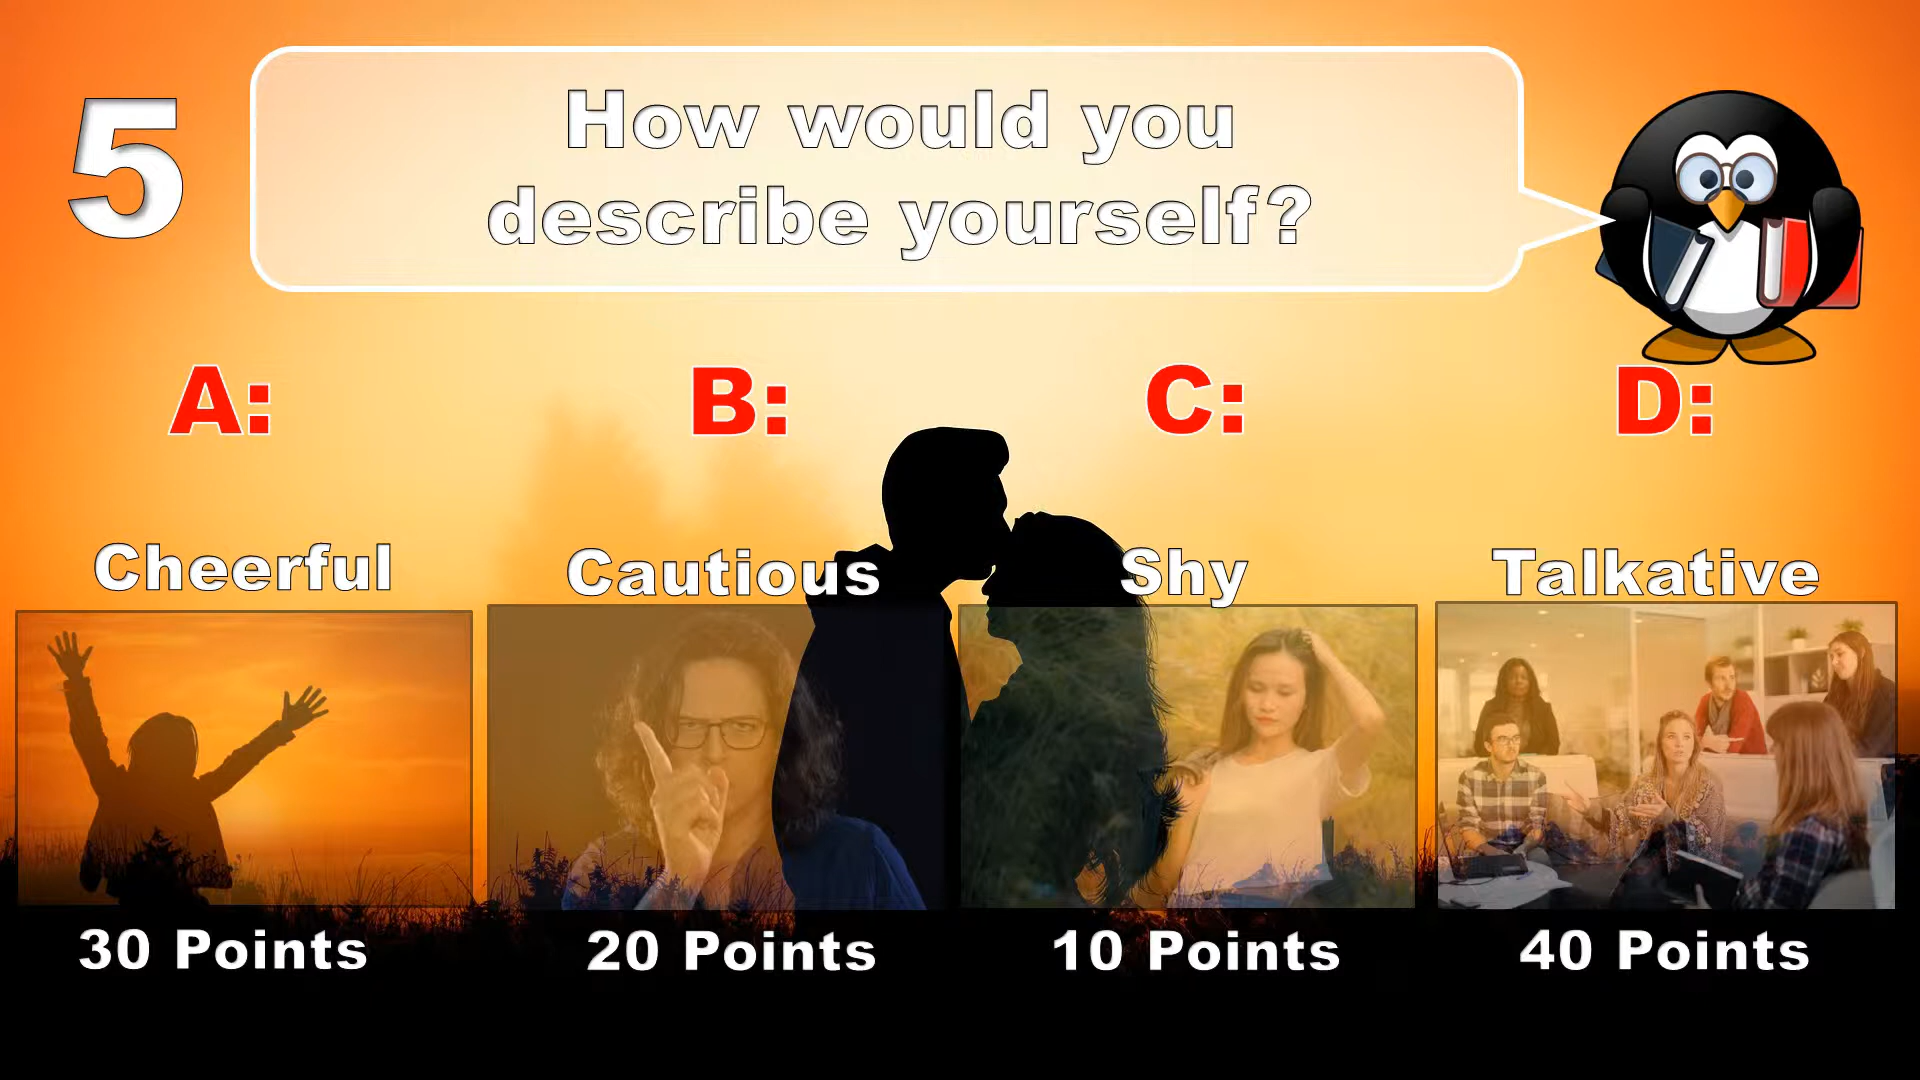 5
How would you
describe yourself?
A:
B:
C:
D:
Cheerful
Cautious
Shy
Talkative
30 Points
20 Points
10 Points
40 Points